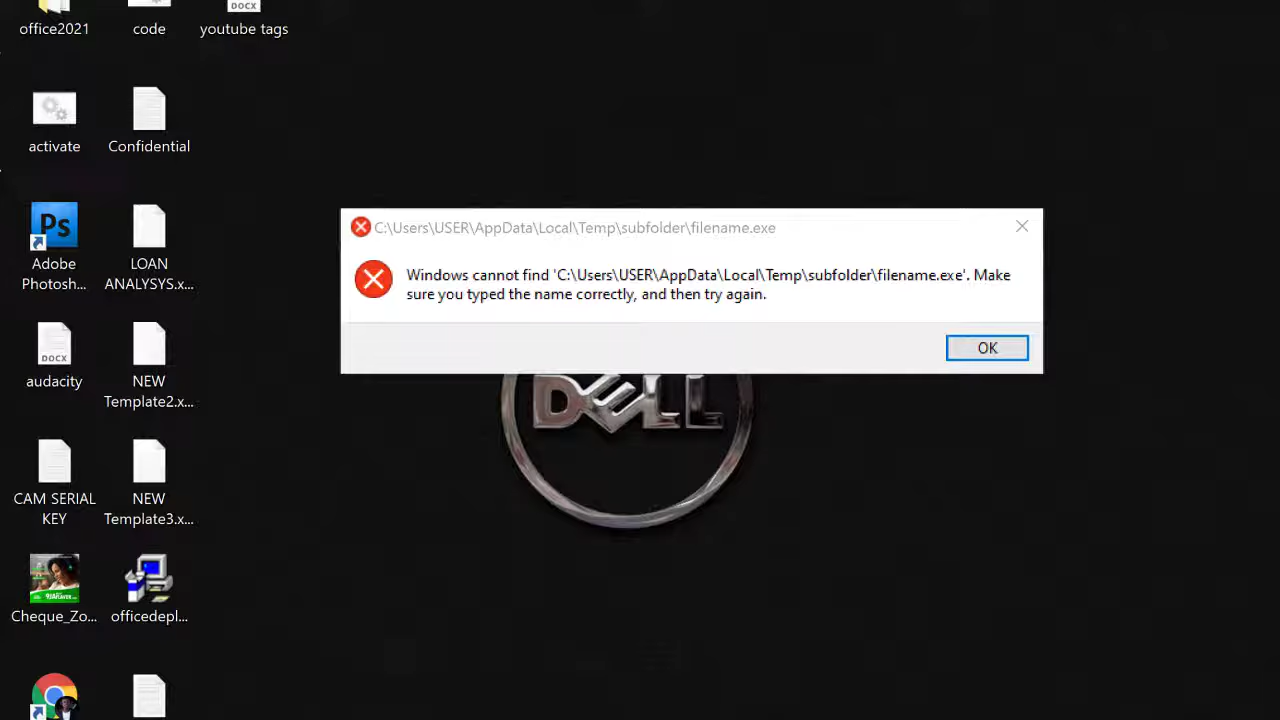 office2021
code
DOCX
youtube tags
activate
Confidential
C:\Users\USER\AppData\Local\Temp\subfolder\filename.exe
Windows cannot find 'C:\Users\USER\AppData\Local\Temp\subfolder\filename.exe'. Make
sure you typed the name correctly, and then try again.
OK
Ps
Adobe
Photosh...
LOAN
ANALYSYS.x...
DOCX
audacity
NEW
Template2.x...
DELL
CAM SERIAL
KEY
NEW
Template3.x...
Cheque_Zo...
officedepl...